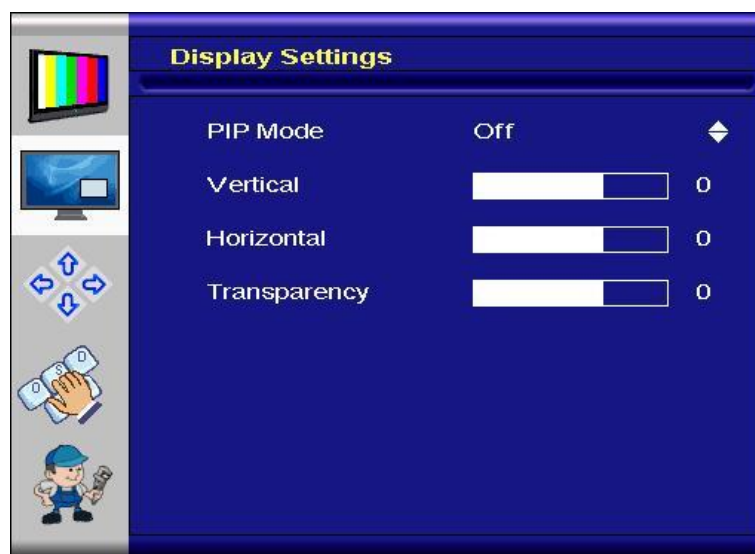 Display Settings
PIP Mode Off
Vertical 0
Horizontal 0
Transparency 0
O S D